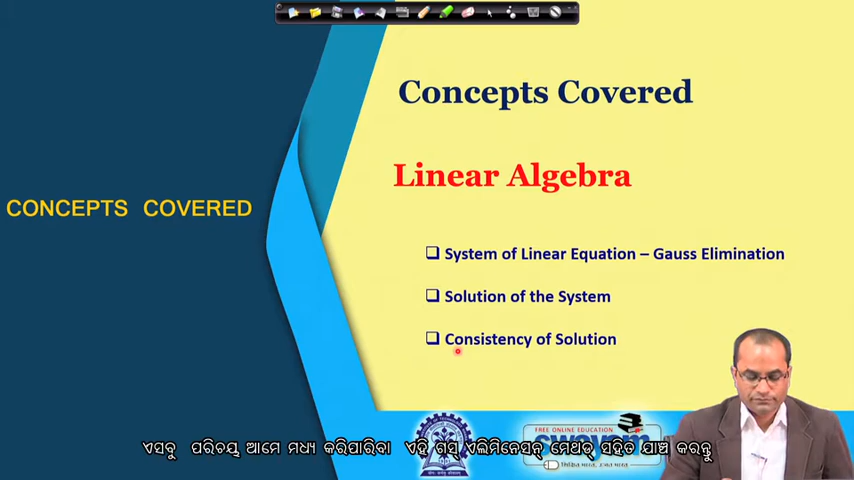 Concepts Covered
Linear Algebra
CONCEPTS COVERED
System of Linear Equation – Gauss Elimination
Solution of the System
Consistency of Solution
FREE ONLINE EDUCATION
swayam
ଏସବୁ ପରିଚୟ ଆମେ ମଧ୍ୟ କରିପାରିବା ଏହି ଗସ୍ ଏଲିମିନେସନ୍ ମେଥଡ୍ ସହିତ ଯାଞ୍ଚ କରନ୍ତୁ